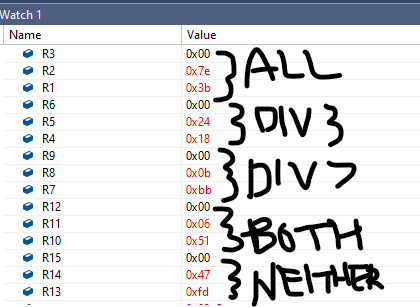 Watch 1
Name Value
R3 0x00
R2 0x7e
R1 0x3b
ALL
R6 0x00
R5 0x24
R4 0x18
DIV 3
R9 0x00
R8 0x0b
R7 0xbb
DIV 7
R12 0x00
R11 0x06
R10 0x51
BOTH
R15 0x00
R14 0x47
R13 0xfd
NEITHER